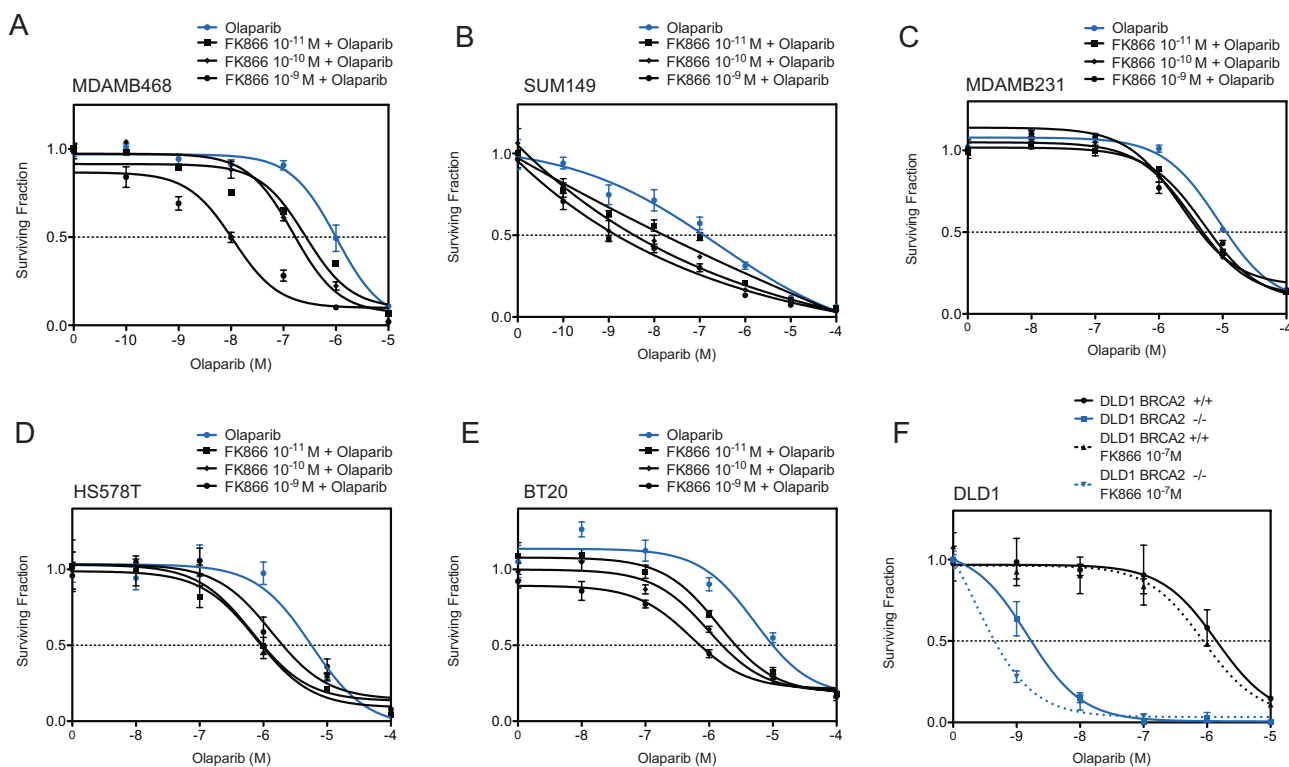 A
Olaparib
FK866 10⁻¹¹ M + Olaparib
FK866 10⁻¹⁰ M + Olaparib
FK866 10⁻⁹ M + Olaparib
MDAMB468
Surviving Fraction
1.0
0.5
0.0
0 -10 -9 -8 -7 -6 -5
Olaparib (M)
B
Olaparib
FK866 10⁻¹¹ M + Olaparib
FK866 10⁻¹⁰ M + Olaparib
FK866 10⁻⁹ M + Olaparib
SUM149
Surviving Fraction
1.0
0.5
0.0
0 -10 -9 -8 -7 -6 -5 -4
Olaparib (M)
C
Olaparib
FK866 10⁻¹¹ M + Olaparib
FK866 10⁻¹⁰ M + Olaparib
FK866 10⁻⁹ M + Olaparib
MDAMB231
Surviving Fraction
1.0
0.5
0.0
0 -8 -7 -6 -5 -4
Olaparib (M)
D
Olaparib
FK866 10⁻¹¹ M + Olaparib
FK866 10⁻¹⁰ M + Olaparib
FK866 10⁻⁹ M + Olaparib
HS578T
Surviving Fraction
1.0
0.5
0.0
0 -8 -7 -6 -5 -4
Olaparib (M)
E
Olaparib
FK866 10⁻¹¹ M + Olaparib
FK866 10⁻¹⁰ M + Olaparib
FK866 10⁻⁹ M + Olaparib
BT20
Surviving Fraction
1.0
0.5
0.0
0 -8 -7 -6 -5 -4
Olaparib (M)
F
DLD1 BRCA2 +/+
DLD1 BRCA2 -/-
DLD1 BRCA2 +/+
FK866 10⁻⁷M
DLD1 BRCA2 -/-
FK866 10⁻⁷M
DLD1
Surviving Fraction
1.0
0.5
0.0
0 -9 -8 -7 -6 -5
Olaparib (M)